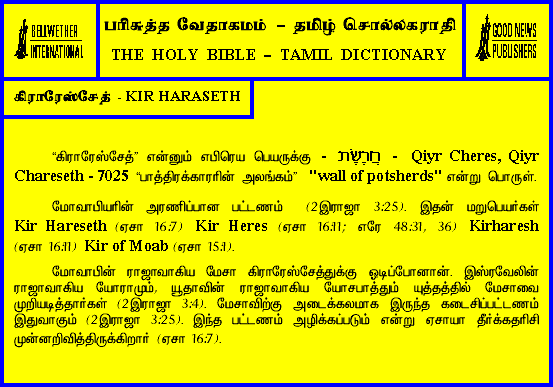 BELLWETHER
INTERNATIONAL
பரிசுத்த வேதாகமம் – தமிழ் சொல்லகராதி
THE HOLY BIBLE – TAMIL DICTIONARY
GOOD NEWS
PUBLISHERS
கிராரேஸ்சேத் - KIR HARASETH
“கிராரேஸ்சேத்” என்னும் எபிரெய பெயருக்கு - חֲרֶשֶׂת - Qiyr Cheres, Qiyr
Chareseth - 7025 “பாத்திரக்காரரின் அலங்கம்” "wall of potsherds" என்று பொருள்.
மோவாபியரின் அரணிப்பான பட்டணம் (2இராஜா 3:25). இதன் மறுபெயர்கள்
Kir Hareseth (ஏசா 16:7) Kir Heres (ஏசா 16:11; எரே 48:31, 36) Kirharesh
(ஏசா 16:11) Kir of Moab (ஏசா 15:1).
மோவாபின் ராஜாவாகிய மேசா கிராரேஸ்சேத்துக்கு ஓடிப்போனான். இஸ்ரவேலின்
ராஜாவாகிய யோராமும், யூதாவின் ராஜாவாகிய யோசபாத்தும் யுத்தத்தில் மேசாவை
முறியடித்தார்கள் (2இராஜா 3:4). மேசாவிற்கு அடைக்கலமாக இருந்த கடைசிப்பட்டணம்
இதுவாகும் (2இராஜா 3:25). இந்த பட்டணம் அழிக்கப்படும் என்று ஏசாயா தீர்க்கதரிசி
முன்னறிவித்திருக்கிறார் (ஏசா 16:7).